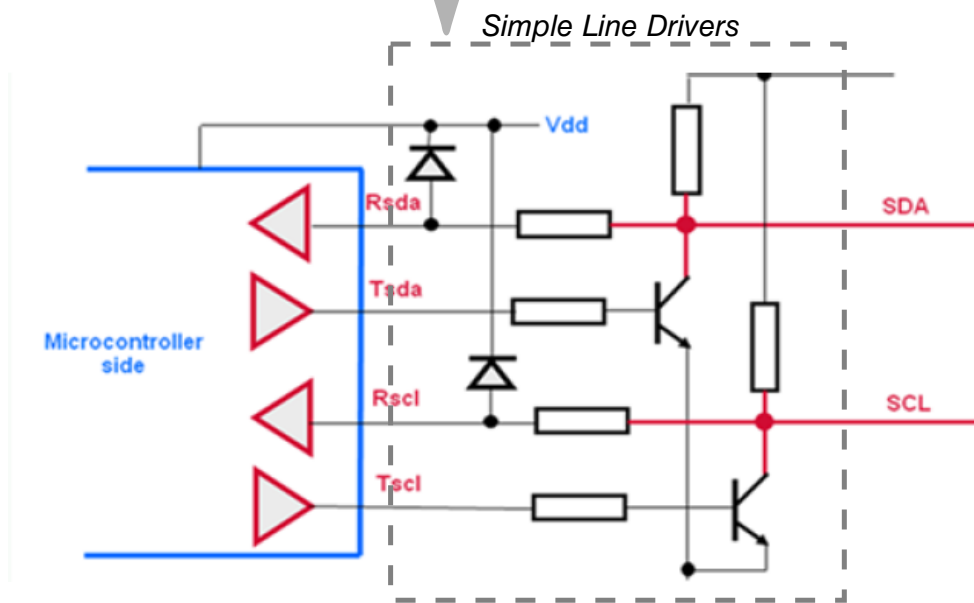 Simple Line Drivers
Vdd
Rsda
SDA
Tsda
Microcontroller
side
Rscl
SCL
Tscl